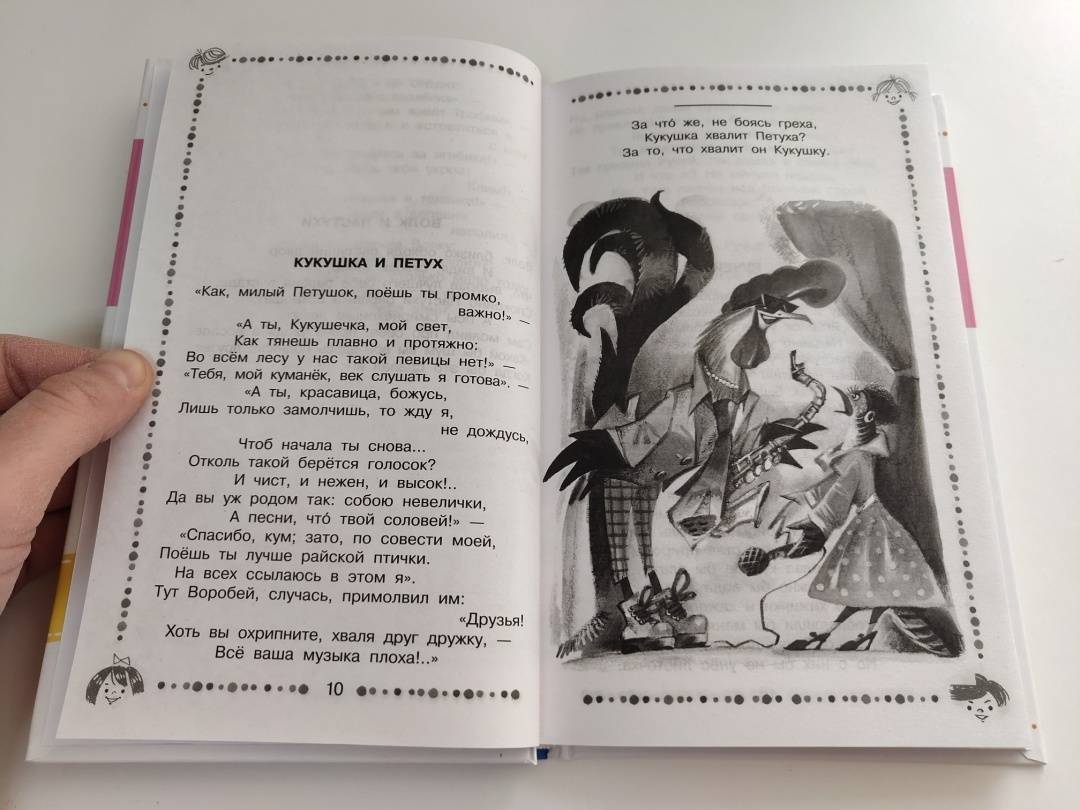 КУКУШКА И ПЕТУХ
«Как, милый Петушок, поёшь ты громко,
важно!» —
«А ты, Кукушечка, мой свет,
Как тянешь плавно и протяжно:
Во всём лесу у нас такой певицы нет!» —
«Тебя, мой куманёк, век слушать я готова». —
«А ты, красавица, божусь,
Лишь только замолчишь, то жду я,
не дождусь,
Чтоб начала ты снова...
Отколь такой берётся голосок?
И чист, и нежен, и высок!..
Да вы уж родом так: собою невелички,
А песни, чтó твой соловей!» —
«Спасибо, кум; зато, по совести моей,
Поёшь ты лучше райской птички.
На всех ссылаюсь в этом я».
Тут Воробей, случась, примолвил им:
«Друзья!
Хоть вы охрипните, хваля друг дружку, —
Всё ваша музыка плоха!..»
10
За чтó же, не боясь греха,
Кукушка хвалит Петуха?
За то, что хвалит он Кукушку.